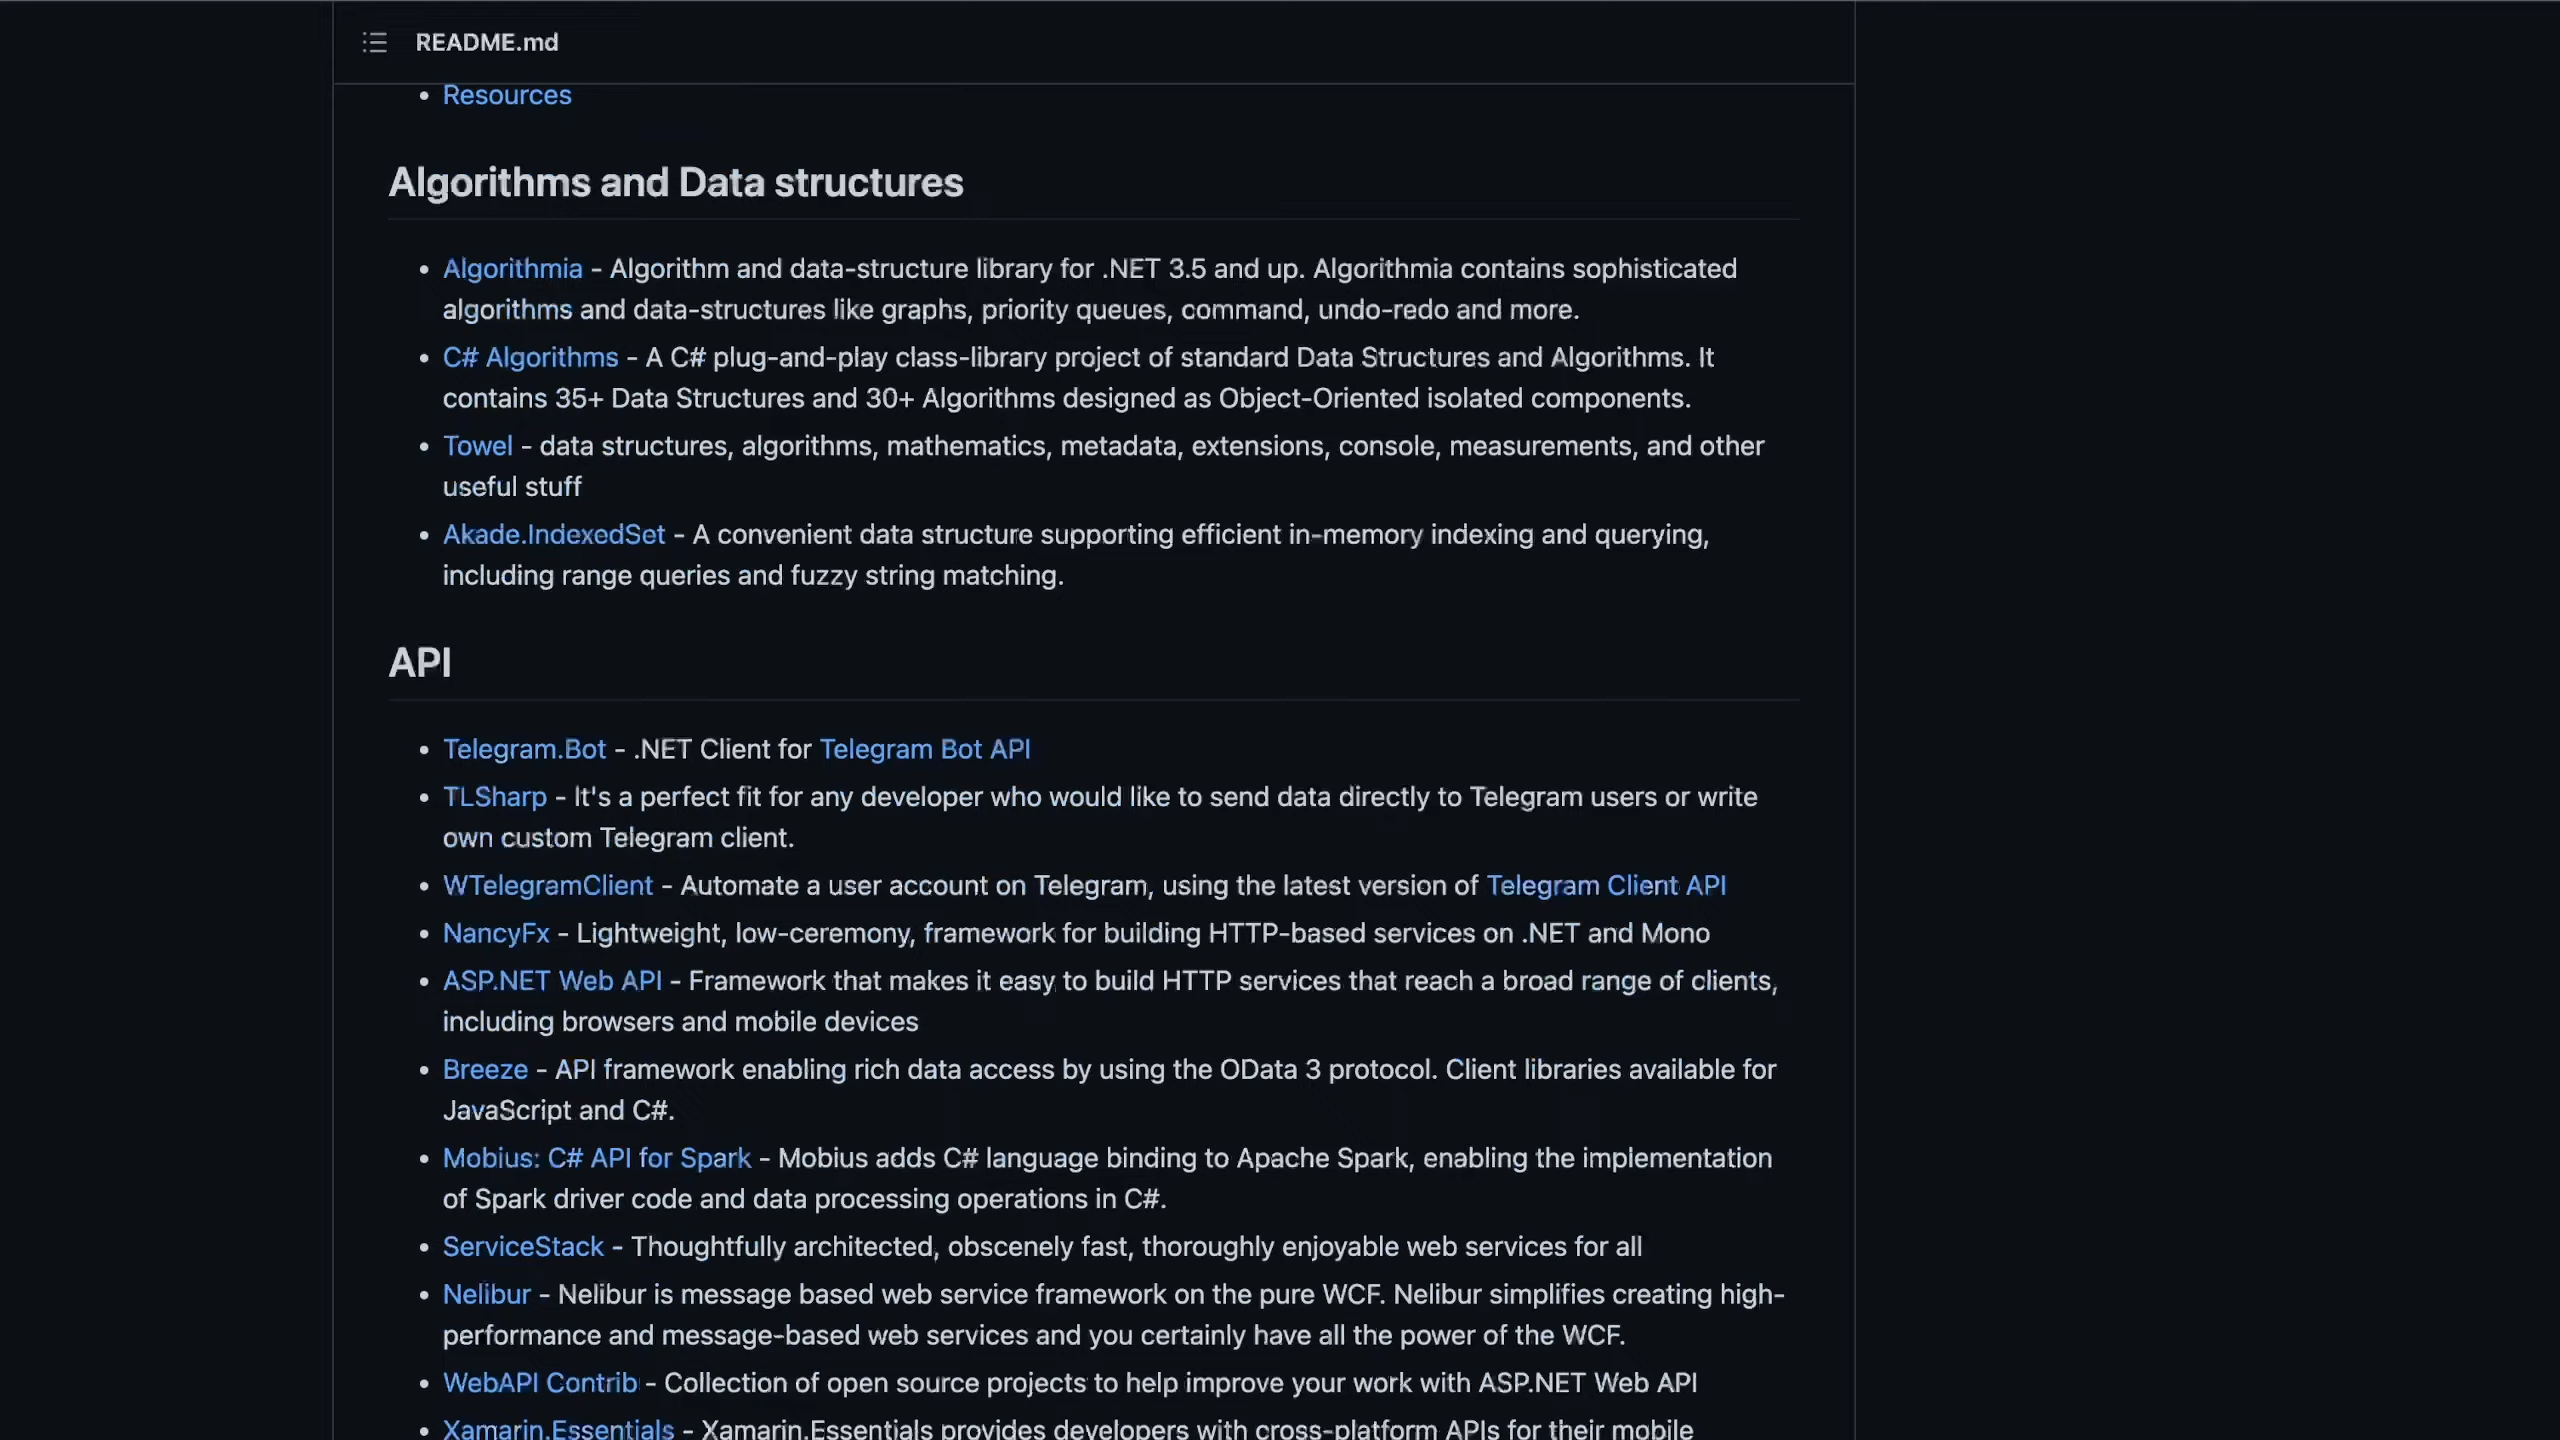 README.md
Resources
Algorithms and Data structures
Algorithmia - Algorithm and data-structure library for .NET 3.5 and up. Algorithmia contains sophisticated
algorithms and data-structures like graphs, priority queues, command, undo-redo and more.
C# Algorithms - A C# plug-and-play class-library project of standard Data Structures and Algorithms. It
contains 35+ Data Structures and 30+ Algorithms designed as Object-Oriented isolated components.
Towel - data structures, algorithms, mathematics, metadata, extensions, console, measurements, and other
useful stuff
Akade.IndexedSet - A convenient data structure supporting efficient in-memory indexing and querying,
including range queries and fuzzy string matching.
API
Telegram.Bot - .NET Client for Telegram Bot API
TLSharp - It's a perfect fit for any developer who would like to send data directly to Telegram users or write
own custom Telegram client.
WTelegramClient - Automate a user account on Telegram, using the latest version of Telegram Client API
NancyFx - Lightweight, low-ceremony, framework for building HTTP-based services on .NET and Mono
ASP.NET Web API - Framework that makes it easy to build HTTP services that reach a broad range of clients,
including browsers and mobile devices
Breeze - API framework enabling rich data access by using the OData 3 protocol. Client libraries available for
JavaScript and C#.
Mobius: C# API for Spark - Mobius adds C# language binding to Apache Spark, enabling the implementation
of Spark driver code and data processing operations in C#.
ServiceStack - Thoughtfully architected, obscenely fast, thoroughly enjoyable web services for all
Nelibur - Nelibur is message based web service framework on the pure WCF. Nelibur simplifies creating high-
performance and message-based web services and you certainly have all the power of the WCF.
WebAPI Contrib - Collection of open source projects to help improve your work with ASP.NET Web API
Xamarin.Essentials - Xamarin.Essentials provides developers with cross-platform APIs for their mobile